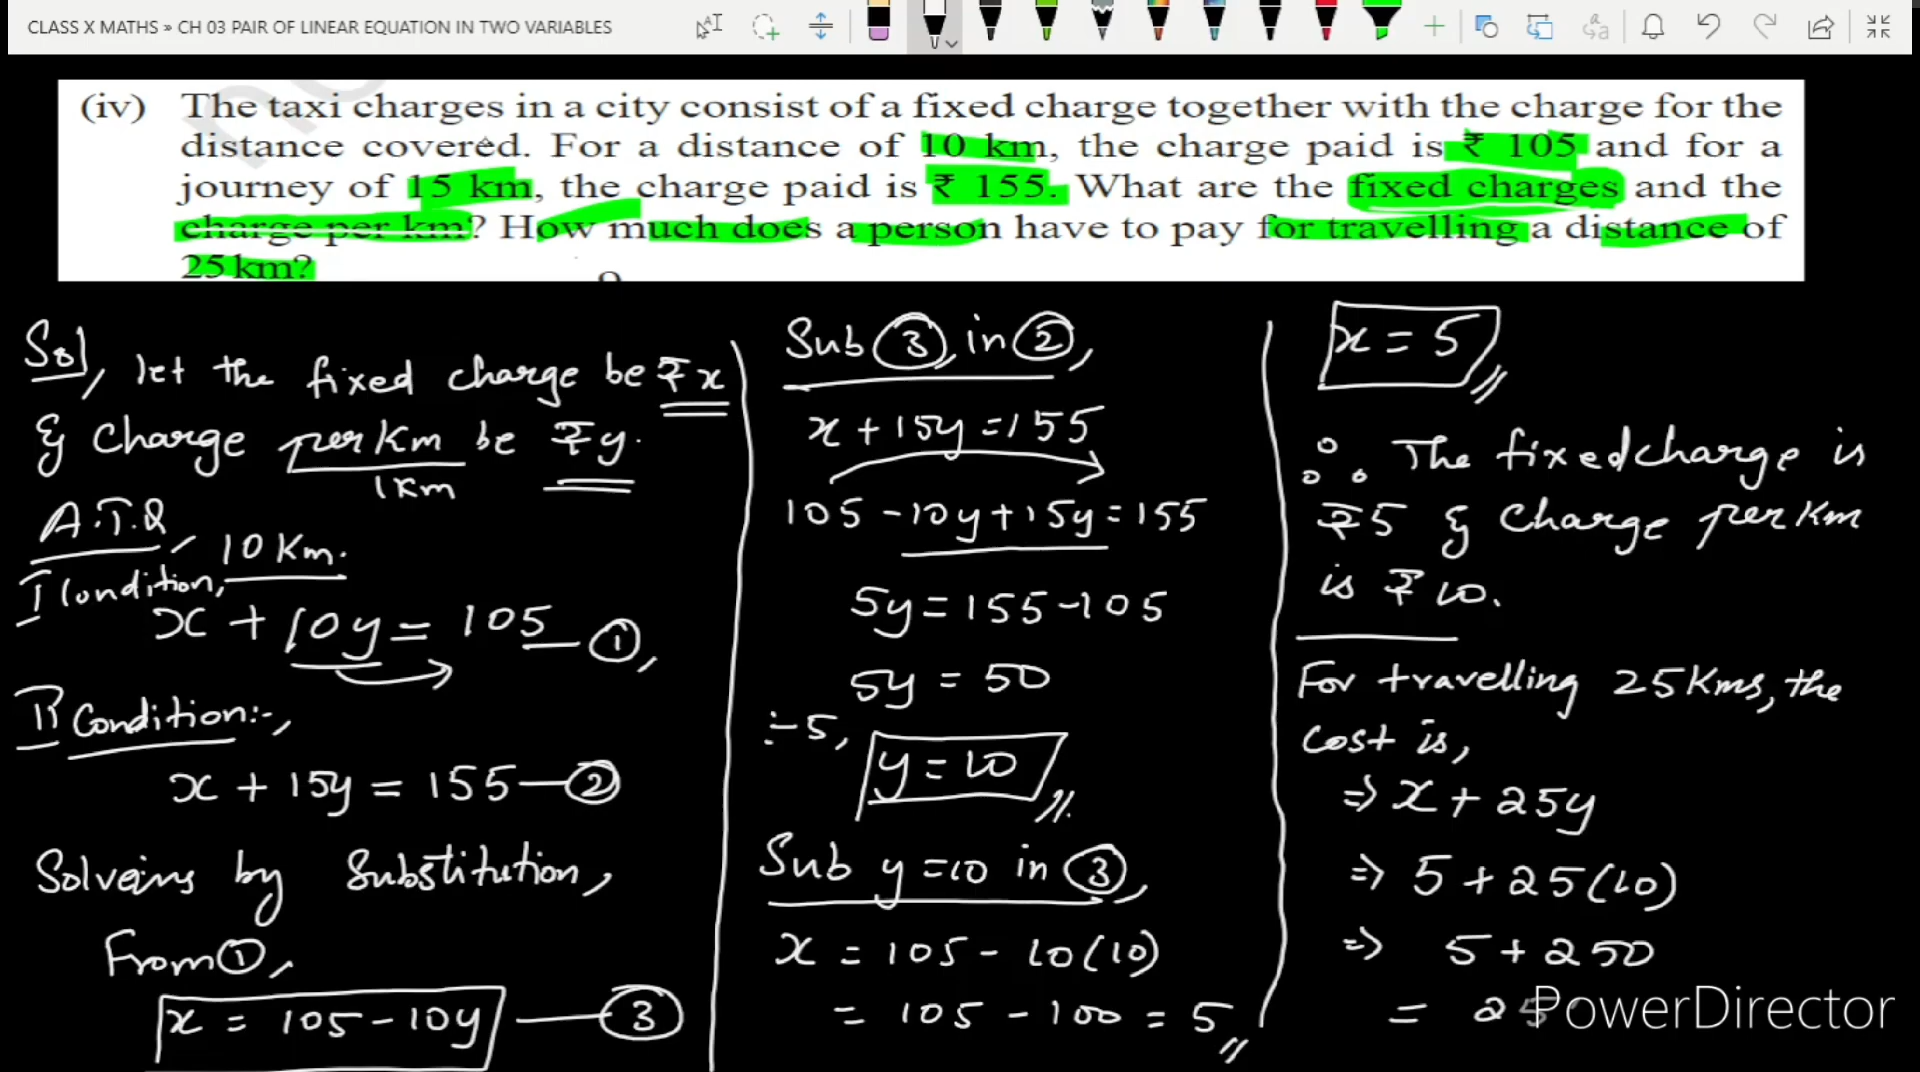 CLASS X MATHS » CH 03 PAIR OF LINEAR EQUATION IN TWO VARIABLES
(iv) The taxi charges in a city consist of a fixed charge together with the charge for the
distance covered. For a distance of 10 km, the charge paid is ₹ 105 and for a
journey of 15 km, the charge paid is ₹ 155. What are the fixed charges and the
charge per km? How much does a person have to pay for travelling a distance of
25 km?
Sol, let the fixed charge be ₹x
& Charge per Km be ₹y.
1 Km
A.T.Q
10 Km.
I Condition,
x + 10y = 105 — ①,
II Condition:-,
x + 15y = 155 — ②
Solveing by Substitution,
From ①,
x = 105 - 10y — ③
Sub ③ in ②,
x + 15y = 155
105 - 10y + 15y = 155
5y = 155 - 105
5y = 50
÷ 5,
y = 10 //.
Sub y = 10 in ③,
x = 105 - 10(10)
= 105 - 100 = 5 //
x = 5 //
∴ The fixed charge is
₹5 & Charge per Km
is ₹10.
For travelling 25 Kms, the
cost is,
⇒ x + 25y
⇒ 5 + 25(10)
⇒ 5 + 250
= 25
PowerDirector